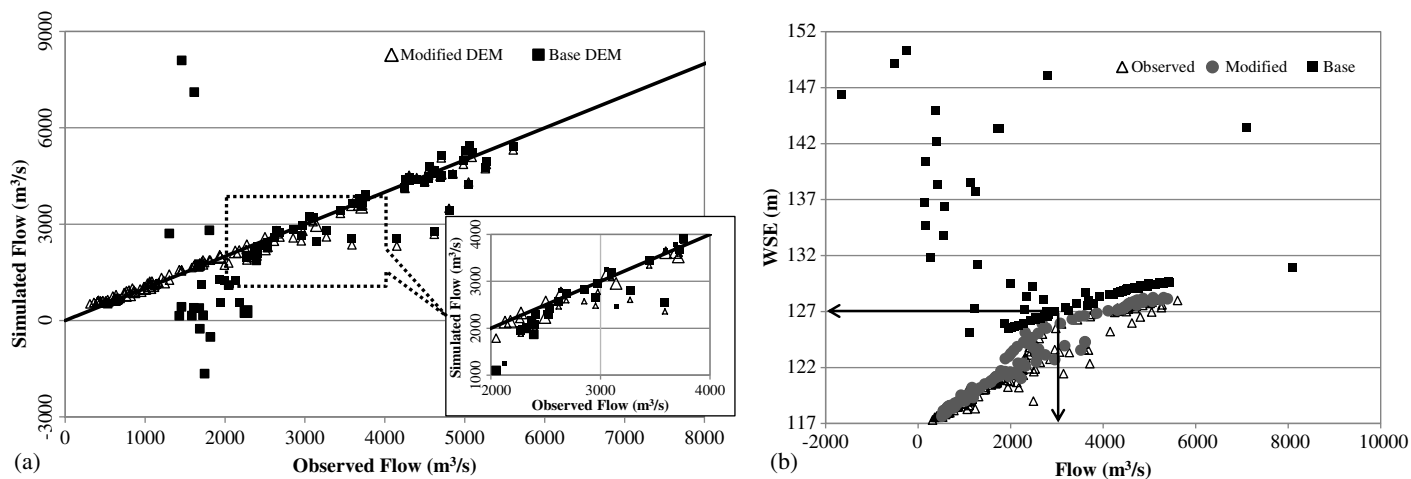 9000
6000
3000
0
-3000
Simulated Flow (m³/s)
△Modified DEM ■ Base DEM
4000
3000
2000
1000
Simulated Flow (m³/s)
2000 3000 4000
Observed Flow (m³/s)
0 1000 2000 3000 4000 5000 6000 7000 8000
(a) Observed Flow (m³/s)
152
147
142
137
132
127
122
117
WSE (m)
△Observed ●Modified ■ Base
-2000 0 2000 4000 6000 8000 10000
(b) Flow (m³/s)